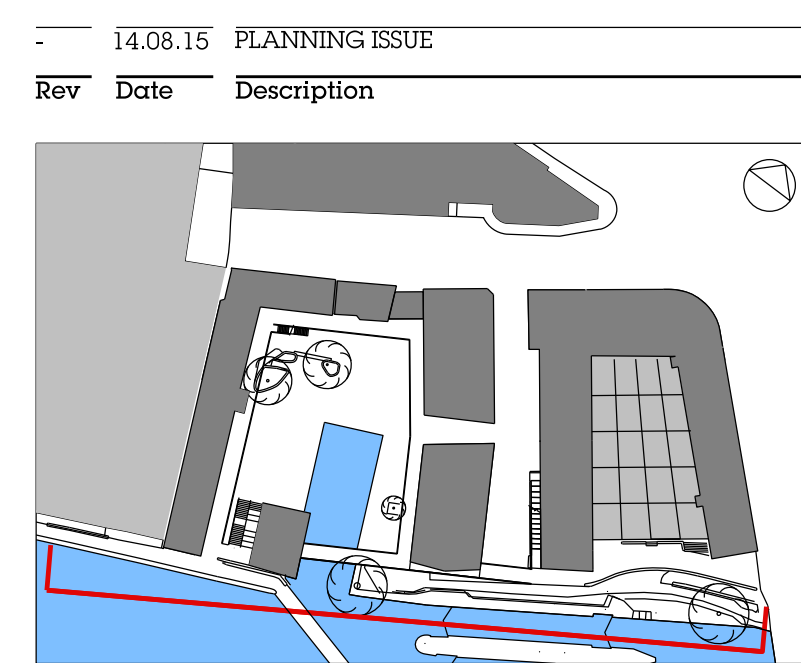 - 14.08.15 PLANNING ISSUE
Rev Date Description